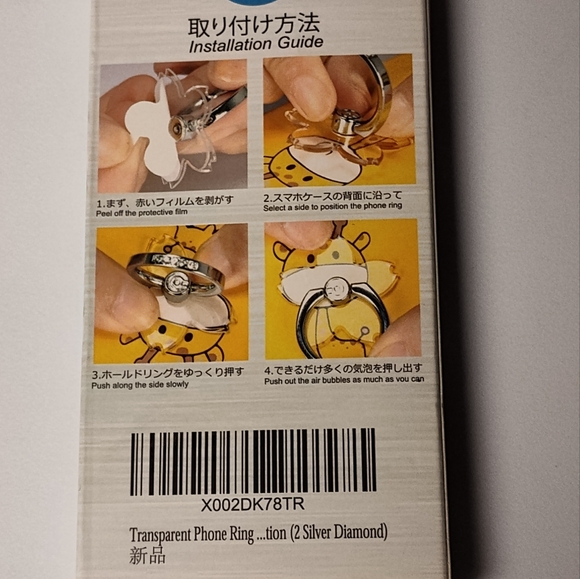 取り付け方法
Installation Guide
1.まず、赤いフィルムを剥がす
Peel off the protective film
2.スマホケースの背面に沿って
Select a side to position the phone ring
3.ホールドリングをゆっくり押す
Push along the side slowly
4.できるだけ多くの気泡を押し出す
Push out the air bubbles as much as you can
X002DK78TR
Transparent Phone Ring ...tion (2 Silver Diamond)
新品